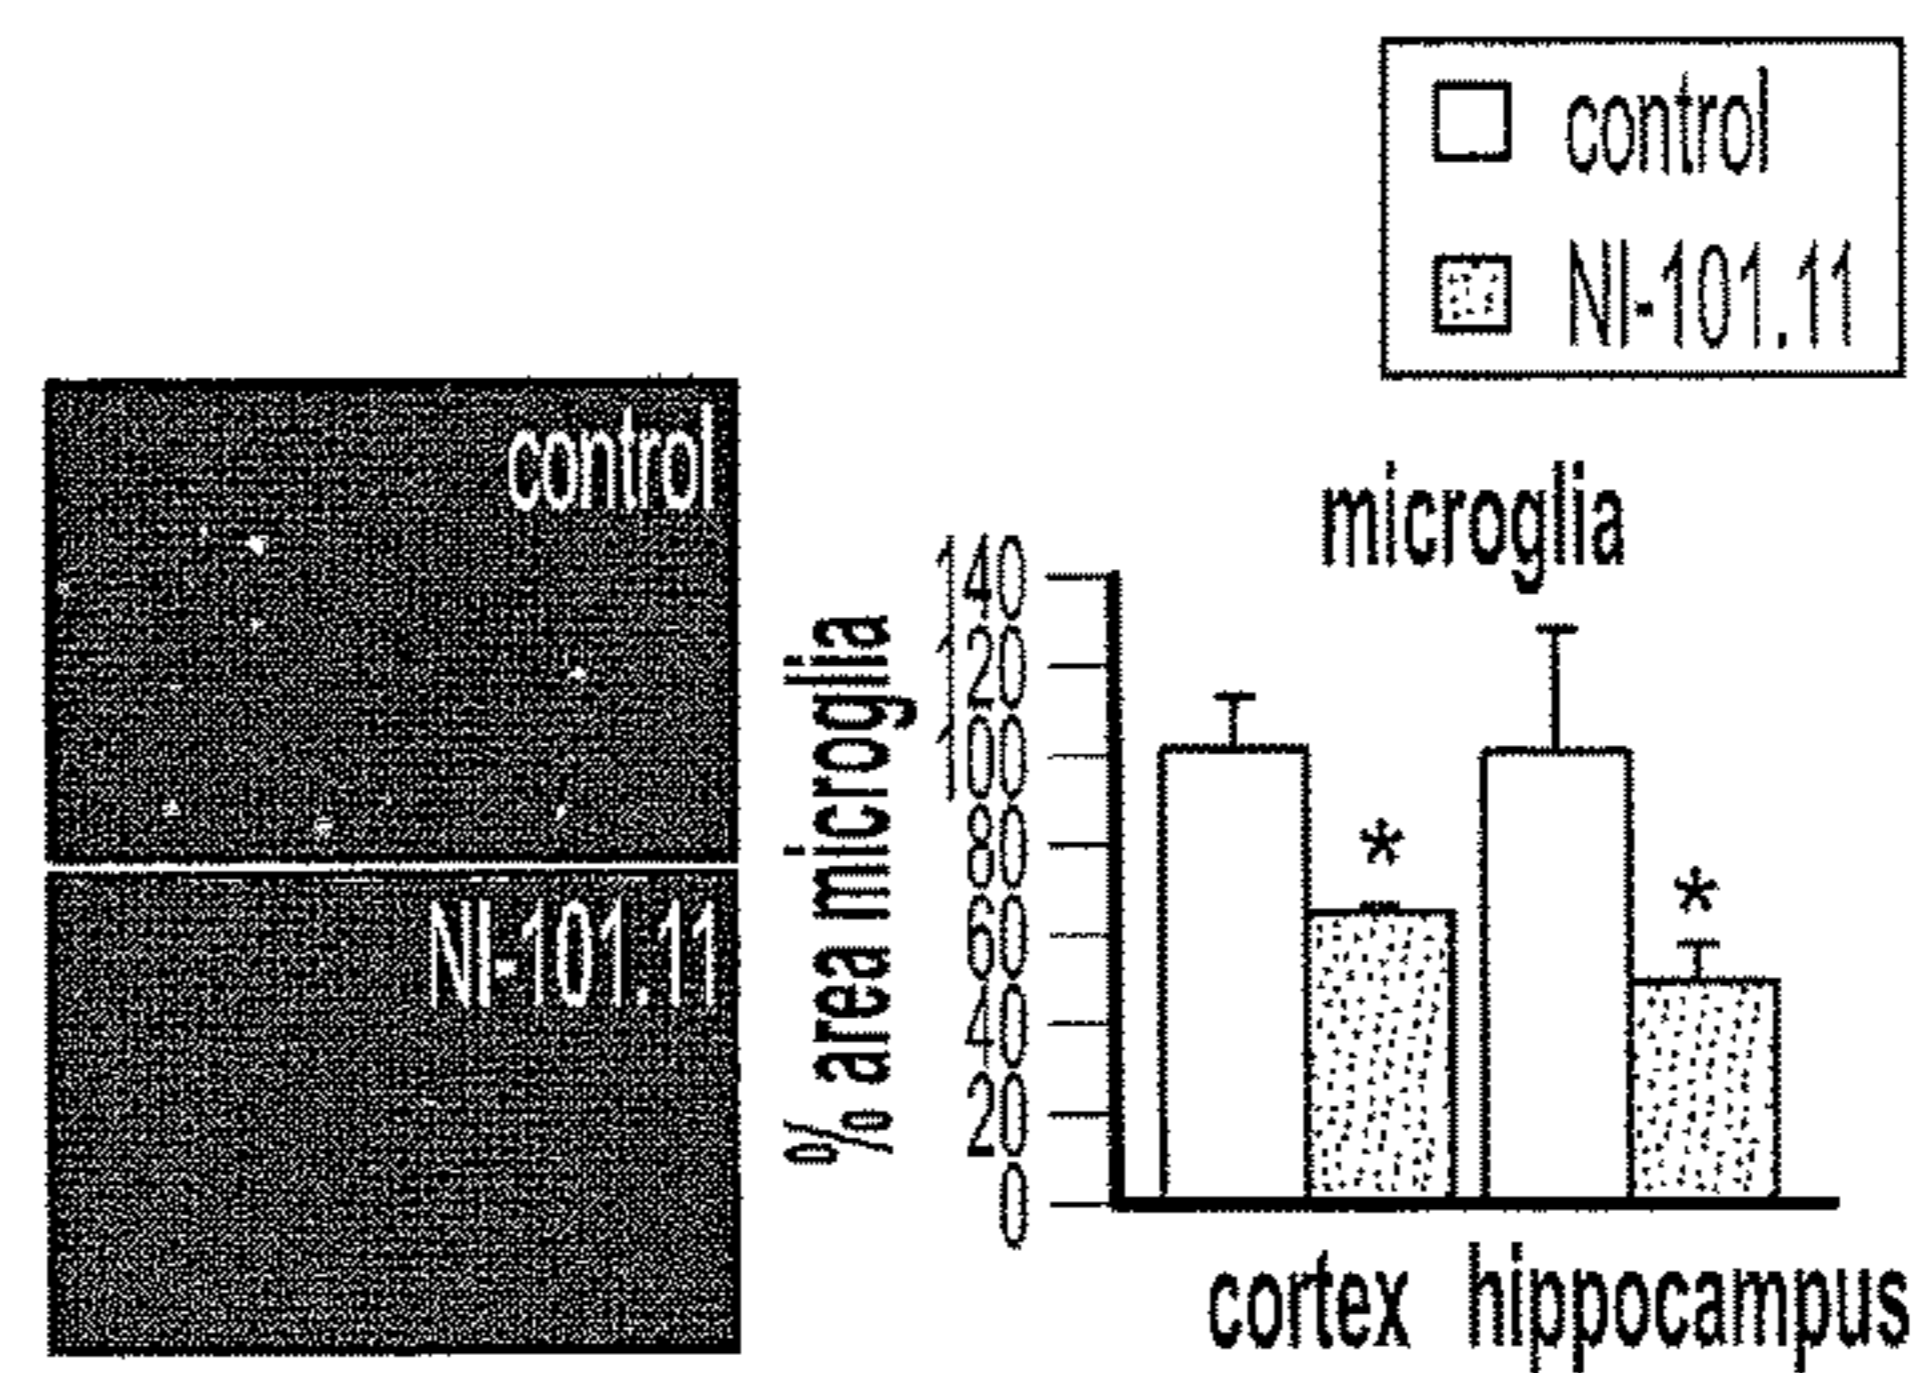 control
NI-101.11
control
NI-101.11
microglia
% area microglia
140
120
100
80
60
40
20
0
*
*
cortex hippocampus